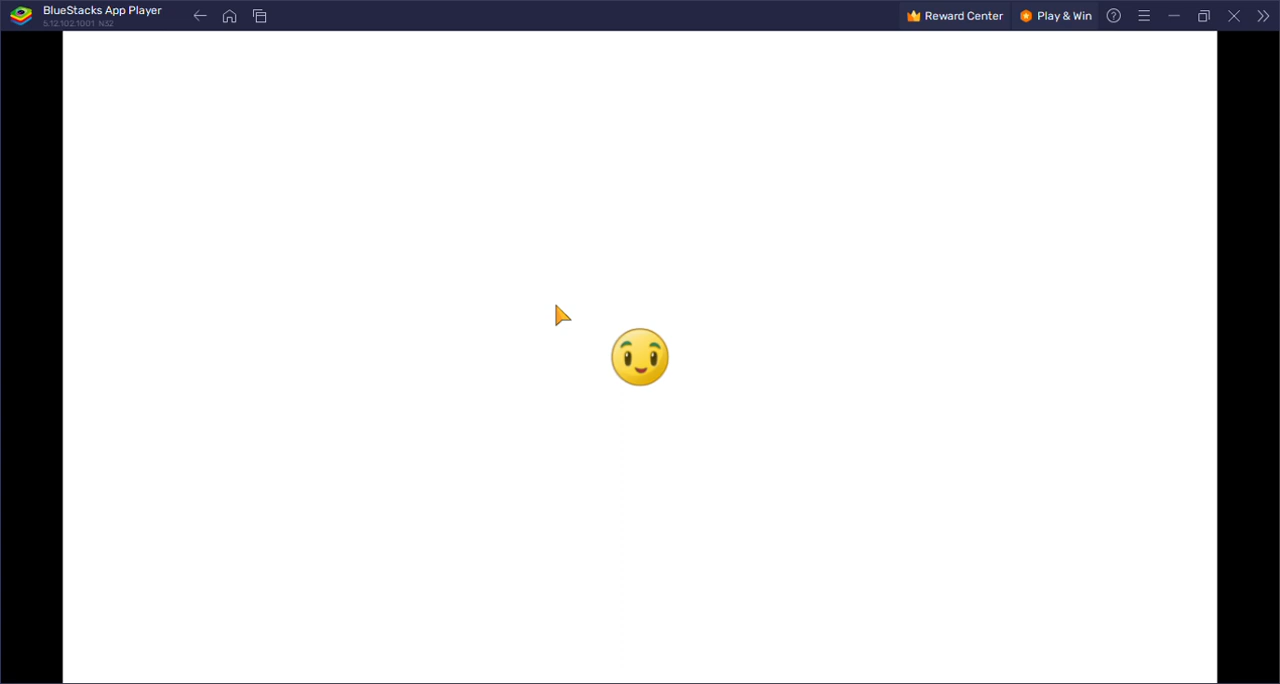 BlueStacks App Player
5.12.102.1001 N32
Reward Center
Play & Win